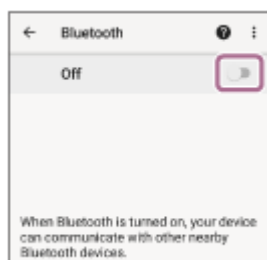 Bluetooth
Off
When Bluetooth is turned on, your device
can communicate with other nearby
Bluetooth devices.